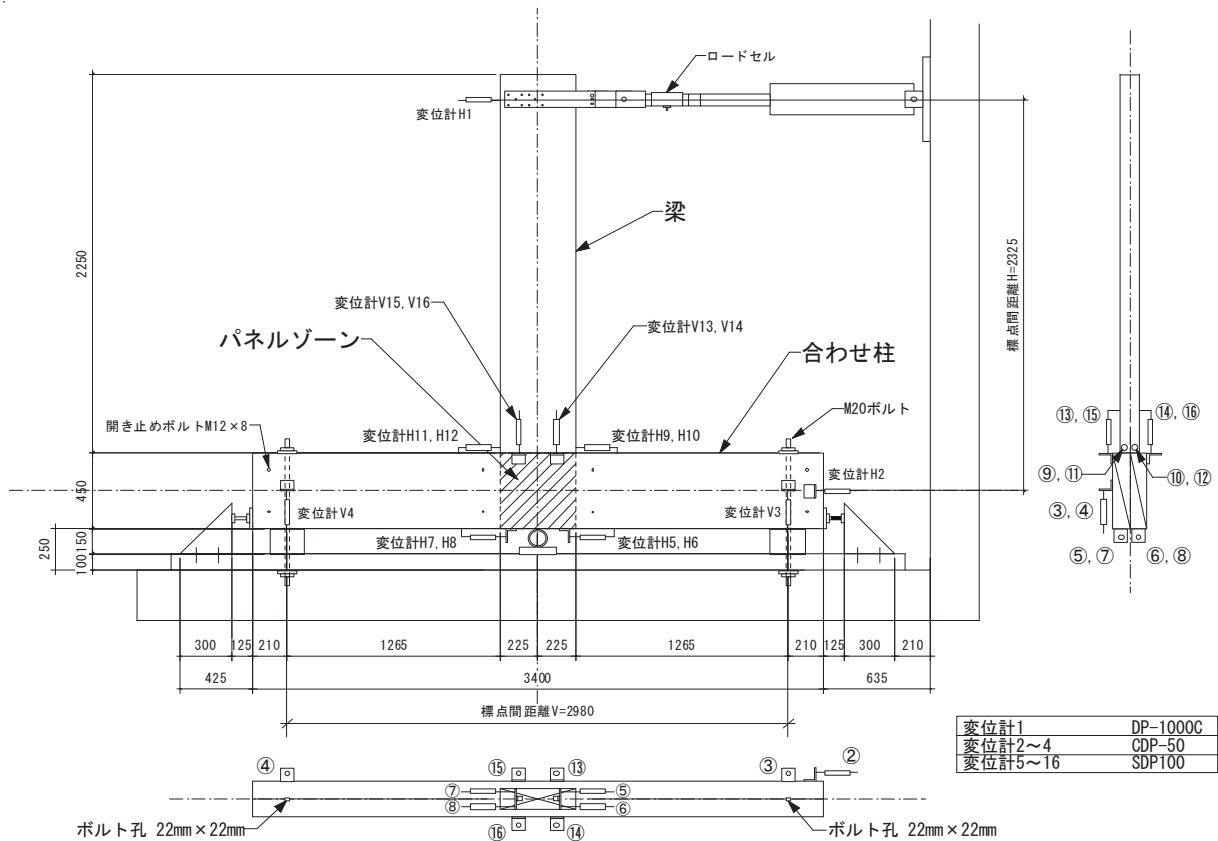 ロードセル
変位計H1
梁
2250
標点間距離H=2325
変位計V15, V16
変位計V13, V14
パネルゾーン
合わせ柱
M20ボルト
開き止めボルトM12×8
変位計H11, H12
変位計H9, H10
変位計H2
450
変位計V4
変位計V3
変位計H7, H8
変位計H5, H6
250
150
100
⑬, ⑮
⑭, ⑯
⑨, ⑪
⑩, ⑫
③, ④
⑤, ⑦
⑥, ⑧
300
125
210
1265
225
225
1265
210
125
300
210
425
3400
635
標点間距離V=2980
変位計1 DP-1000C
変位計2~4 CDP-50
変位計5~16 SDP100
④
⑮
⑬
③
②
⑦
⑤
⑧
⑥
⑯
⑭
ボルト孔 22mm×22mm
ボルト孔 22mm×22mm